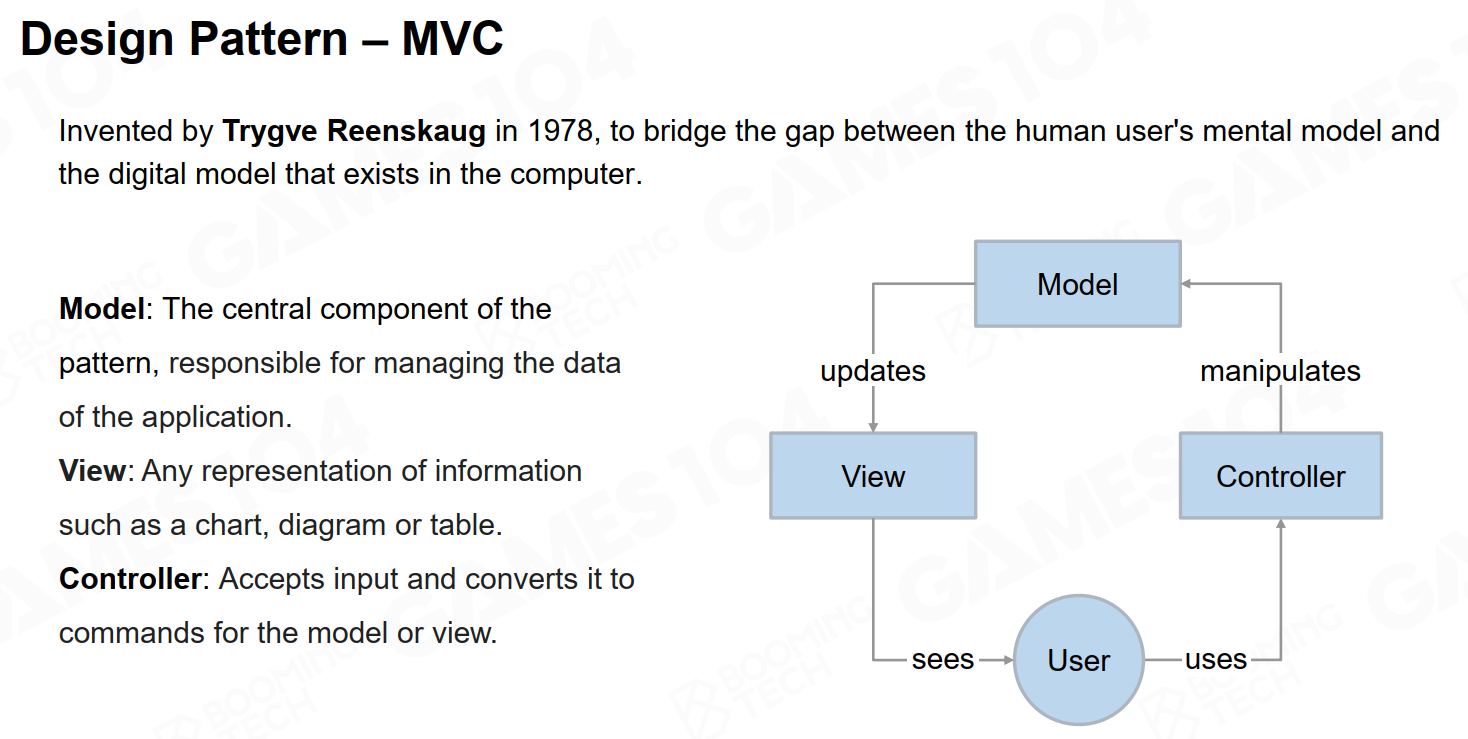 Design Pattern – MVC
Invented by Trygve Reenskaug in 1978, to bridge the gap between the human user's mental model and
the digital model that exists in the computer.
Model: The central component of the
pattern, responsible for managing the data
of the application.
View: Any representation of information
such as a chart, diagram or table.
Controller: Accepts input and converts it to
commands for the model or view.
Model
updates
manipulates
View
Controller
sees
User
uses
GAMES104
BOOMING
TECH